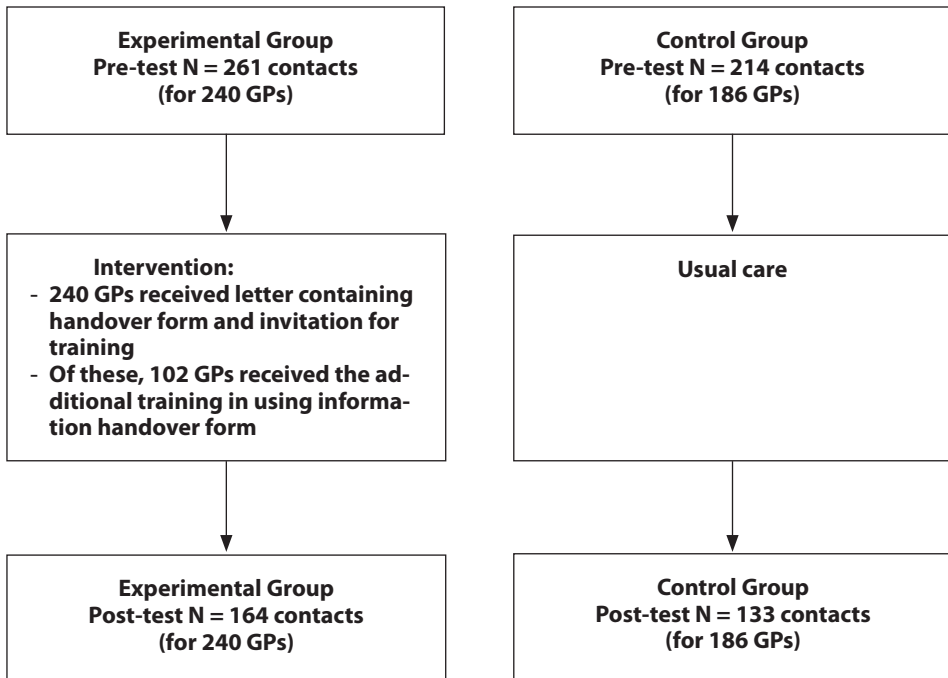 Experimental Group
Pre-test N = 261 contacts
(for 240 GPs)
Control Group
Pre-test N = 214 contacts
(for 186 GPs)
Intervention:
- 240 GPs received letter containing
handover form and invitation for
training
- Of these, 102 GPs received the ad-
ditional training in using informa-
tion handover form
Usual care
Experimental Group
Post-test N = 164 contacts
(for 240 GPs)
Control Group
Post-test N = 133 contacts
(for 186 GPs)